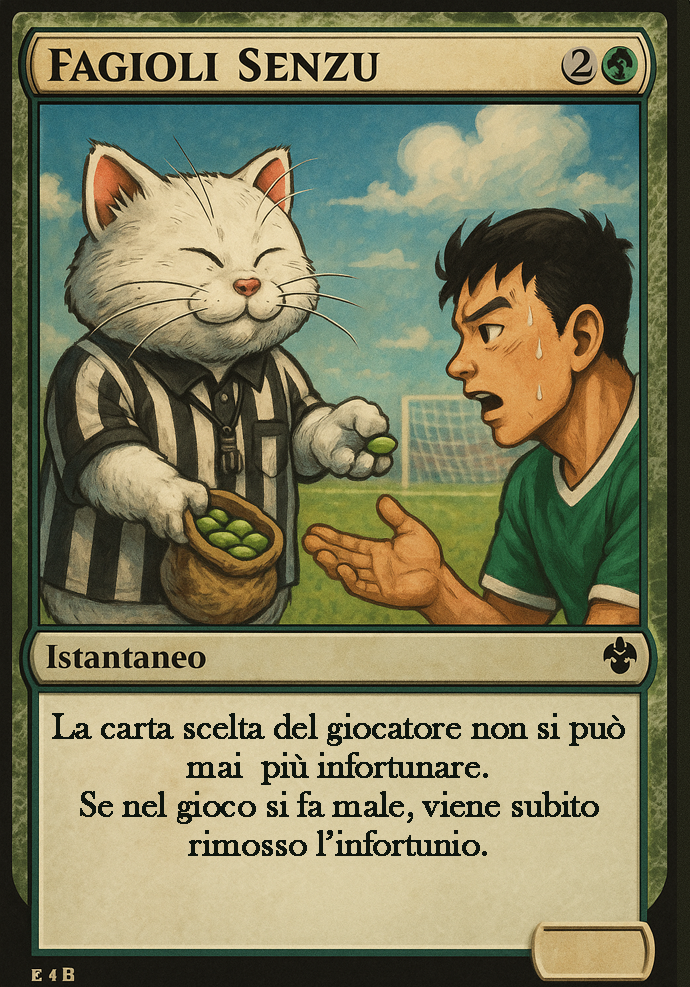 Fagioli Senzu 2
Istantaneo
La carta scelta del giocatore non si può
mai più infortunare.
Se nel gioco si fa male, viene subito
rimosso l'infortunio.
E 4 B